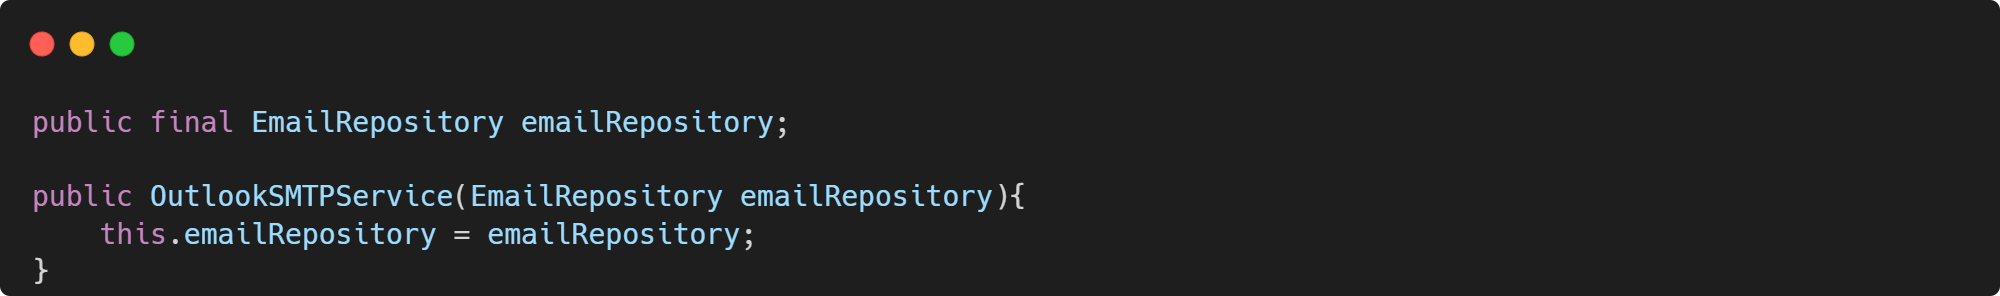 public final EmailRepository emailRepository;
public OutlookSMTPService(EmailRepository emailRepository){
    this.emailRepository = emailRepository;
}